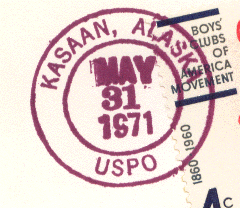 KASAAN, ALASKA
MAY
31
1971
USPO
BOYS'
CLUBS
OF
AMERICA
MOVEMENT
1860 1960
4c